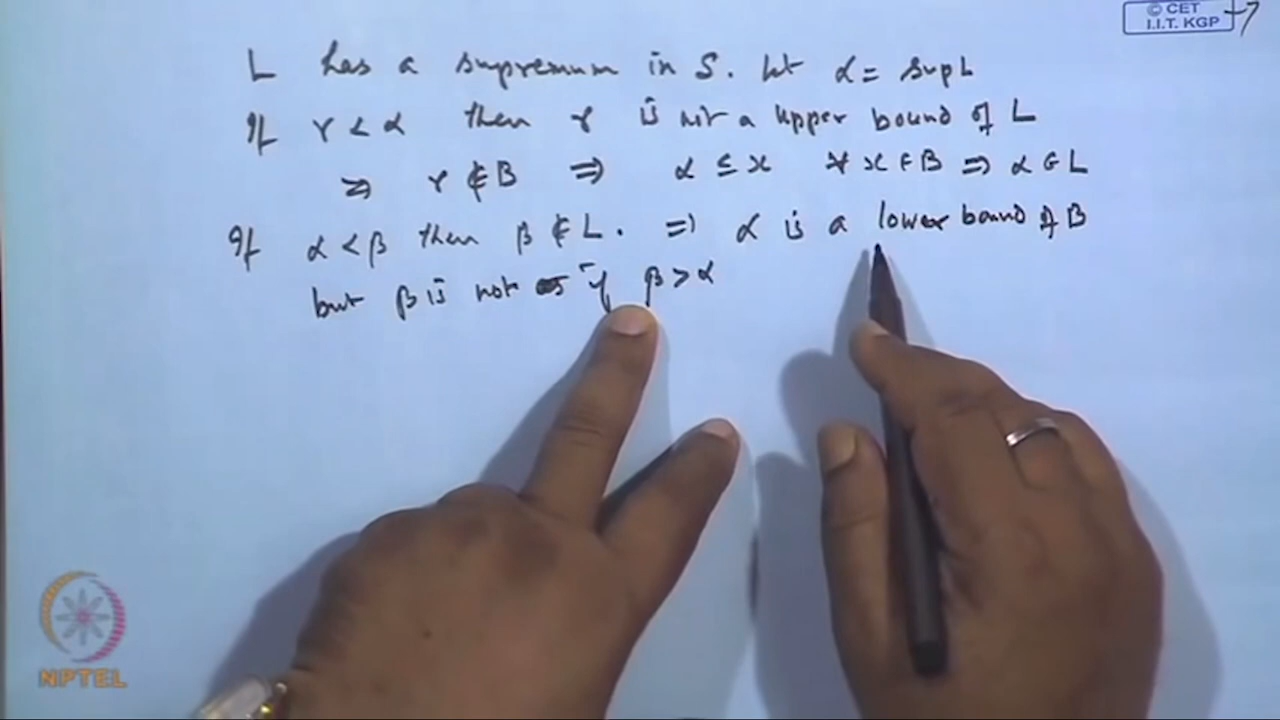 © CET
I.I.T. KGP
L has a supremum in S. Let α = Sup L
If γ < α then γ is not a upper bound of L
⇒ γ ∉ B ⇒ α ≤ x ∀ x ∈ B ⇒ α ∈ L
If α < β then β ∉ L. ⇒ α is a lower bound of B
but β is not if β > α
NPTEL